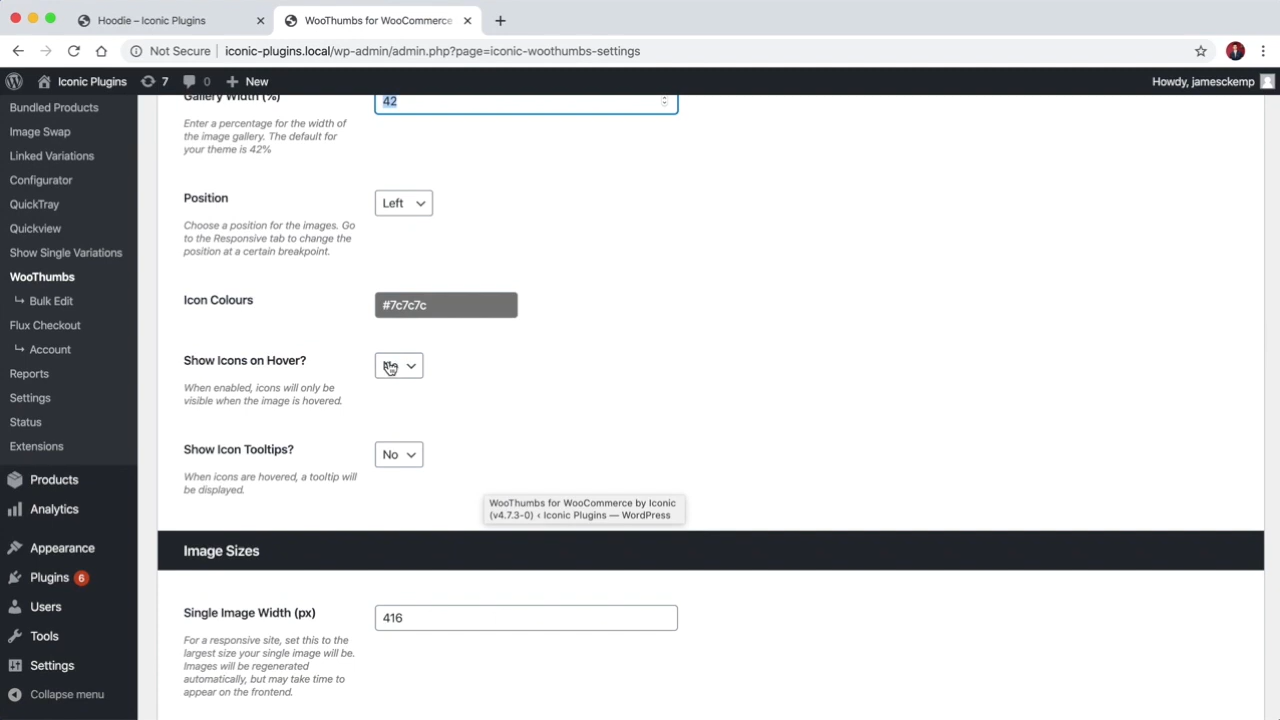 Hoodie – Iconic Plugins
WooThumbs for WooCommerce
Not Secure
iconic-plugins.local/wp-admin/admin.php?page=iconic-woothumbs-settings
Iconic Plugins
7
0
New
Howdy, jamesckemp
Bundled Products
Image Swap
Linked Variations
Configurator
QuickTray
Quickview
Show Single Variations
WooThumbs
Bulk Edit
Flux Checkout
Account
Reports
Settings
Status
Extensions
Products
Analytics
Appearance
Plugins 6
Users
Tools
Settings
Collapse menu
Gallery Width (%)
42
Enter a percentage for the width of
the image gallery. The default for
your theme is 42%
Position
Left
Choose a position for the images. Go
to the Responsive tab to change the
position at a certain breakpoint.
Icon Colours
#7c7c7c
Show Icons on Hover?
When enabled, icons will only be
visible when the image is hovered.
Show Icon Tooltips?
No
When icons are hovered, a tooltip will
be displayed.
WooThumbs for WooCommerce by Iconic
(v4.7.3-0) ‹ Iconic Plugins — WordPress
Image Sizes
Single Image Width (px)
416
For a responsive site, set this to the
largest size your single image will be.
Images will be regenerated
automatically, but may take time to
appear on the frontend.